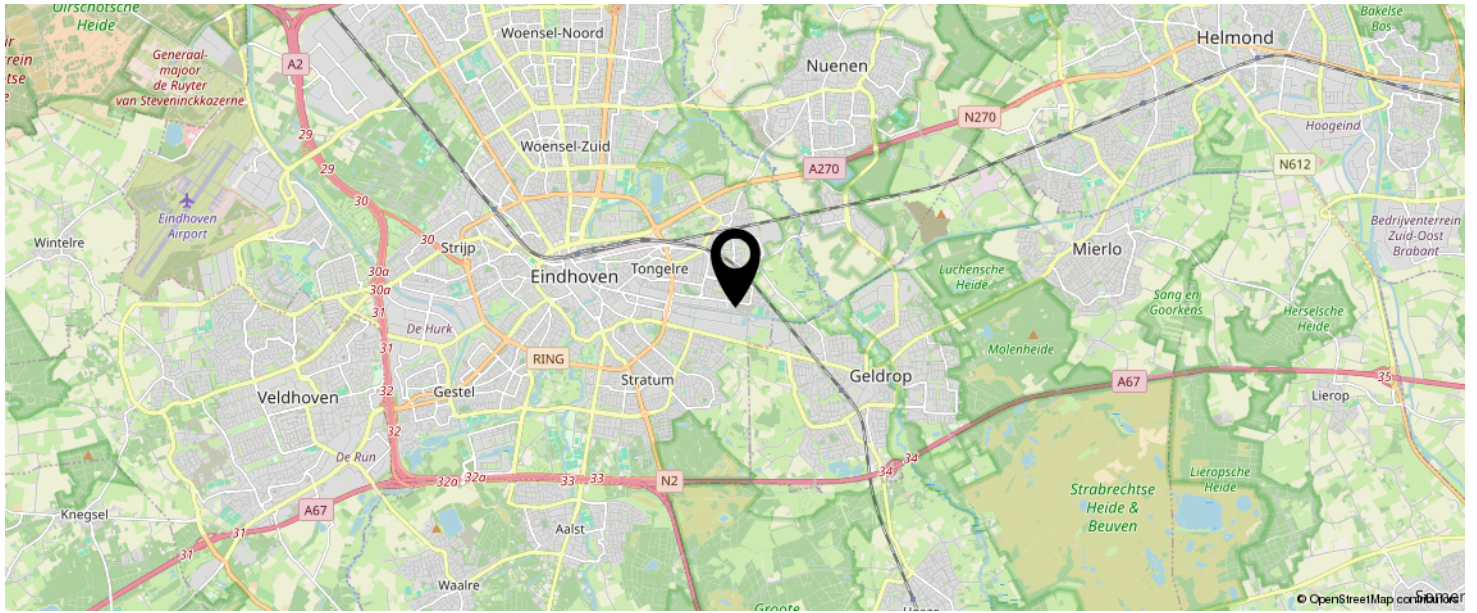 Oirschotsche
Heide
Woensel-Noord
Bakelse
Bos
Helmond
A2
Generaal-
majoor
de Ruyter
van Steveninckkazerne
Nuenen
N270
29
Hoogeind
Woensel-Zuid
29
A270
N612
30
Eindhoven
Airport
Bedrijventerrein
Zuid-Oost
Brabant
Wintelre
30
Strijp
Mierlo
30a
Eindhoven
Tongelre
Luchensche
Heide
30a
Sang en
Goorkens
31
De Hurk
Herselsche
Heide
31
RING
Molenheide
Stratum
Geldrop
A67
35
32
Gestel
Veldhoven
Lierop
32
De Run
34
34
32a
32a
33
33
N2
Lieropsche
Heide
Strabrechtse
Heide &
Beuven
Knegsel
A67
31
Aalst
31
Waalre
© OpenStreetMap contributors
Groote